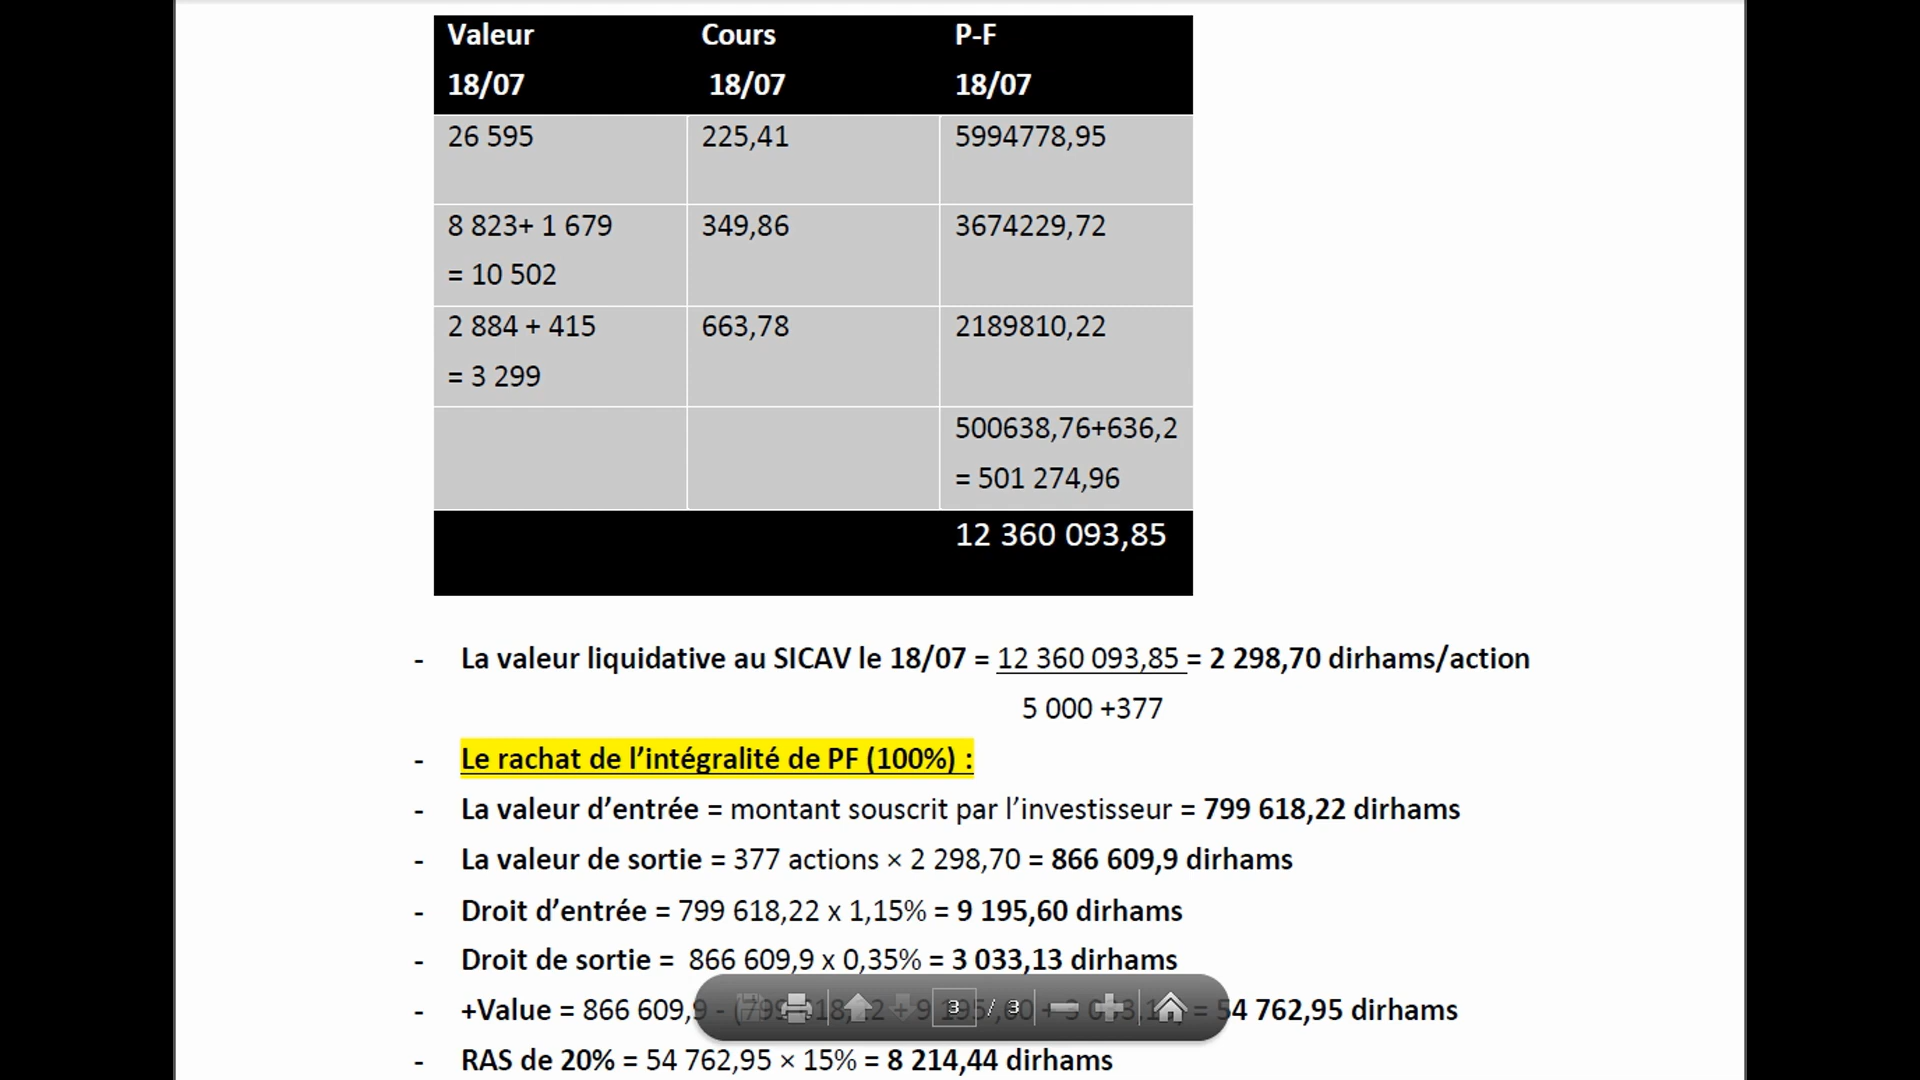 Valeur Cours P-F
18/07 18/07 18/07
26 595 225,41 5994778,95
8 823+ 1 679 349,86 3674229,72
= 10 502
2 884 + 415 663,78 2189810,22
= 3 299
500638,76+636,2
= 501 274,96
12 360 093,85
- La valeur liquidative au SICAV le 18/07 = 12 360 093,85 = 2 298,70 dirhams/action
5 000 +377
- Le rachat de l’intégralité de PF (100%) :
- La valeur d’entrée = montant souscrit par l’investisseur = 799 618,22 dirhams
- La valeur de sortie = 377 actions × 2 298,70 = 866 609,9 dirhams
- Droit d’entrée = 799 618,22 x 1,15% = 9 195,60 dirhams
- Droit de sortie = 866 609,9 x 0,35% = 3 033,13 dirhams
- +Value = 866 609,9 - = 54 762,95 dirhams
3 / 3
- RAS de 20% = 54 762,95 × 15% = 8 214,44 dirhams